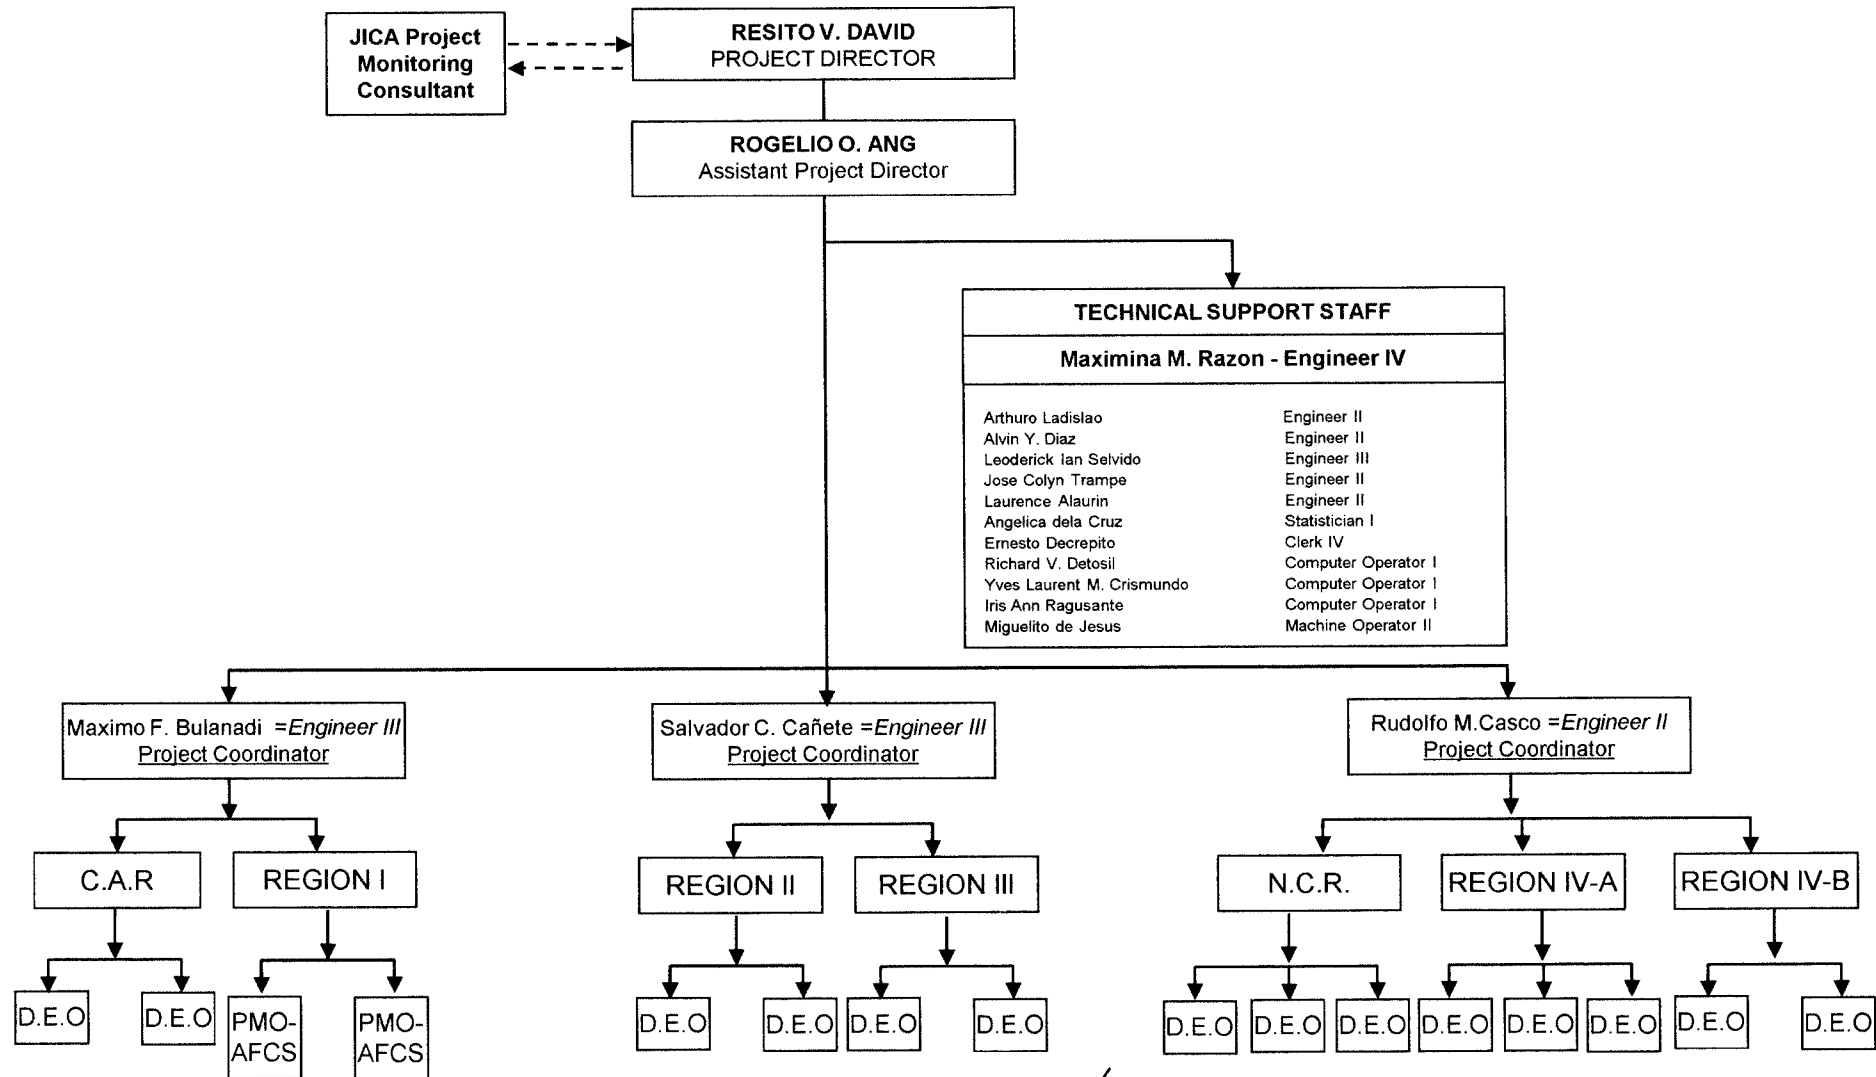 JICA Project
Monitoring
Consultant
RESITO V. DAVID
PROJECT DIRECTOR
ROGELIO O. ANG
Assistant Project Director
TECHNICAL SUPPORT STAFF
Maximina M. Razon - Engineer IV
Arthuro Ladislao Engineer II
Alvin Y. Diaz Engineer II
Leoderick Ian Selvido Engineer III
Jose Colyn Trampe Engineer II
Laurence Alaurin Engineer II
Angelica dela Cruz Statistician I
Ernesto Decrepito Clerk IV
Richard V. Detosil Computer Operator I
Yves Laurent M. Crismundo Computer Operator I
Iris Ann Ragusante Computer Operator I
Miguelito de Jesus Machine Operator II
Maximo F. Bulanadi =Engineer III
Project Coordinator
Salvador C. Cañete =Engineer III
Project Coordinator
Rudolfo M.Casco =Engineer II
Project Coordinator
C.A.R
REGION I
REGION II
REGION III
N.C.R.
REGION IV-A
REGION IV-B
D.E.O
D.E.O
PMO-
AFCS
PMO-
AFCS
D.E.O
D.E.O
D.E.O
D.E.O
D.E.O
D.E.O
D.E.O
D.E.O
D.E.O
D.E.O
D.E.O
D.E.O